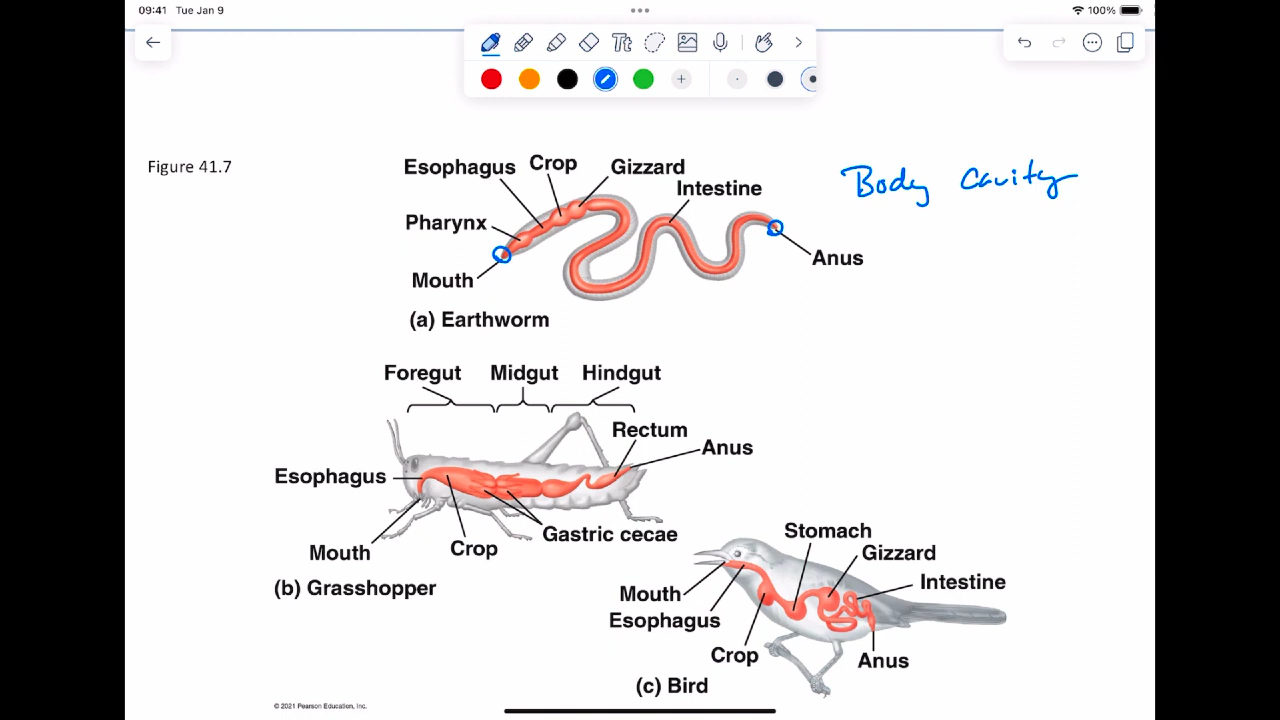 09:41 Tue Jan 9
100%
Tt
Figure 41.7
Esophagus Crop Gizzard
Intestine
Body Cavity
Pharynx
Anus
Mouth
(a) Earthworm
Foregut Midgut Hindgut
Rectum
Anus
Esophagus
Gastric cecae
Mouth Crop
(b) Grasshopper
Stomach
Gizzard
Intestine
Mouth
Esophagus
Crop
Anus
(c) Bird
© 2021 Pearson Education, Inc.